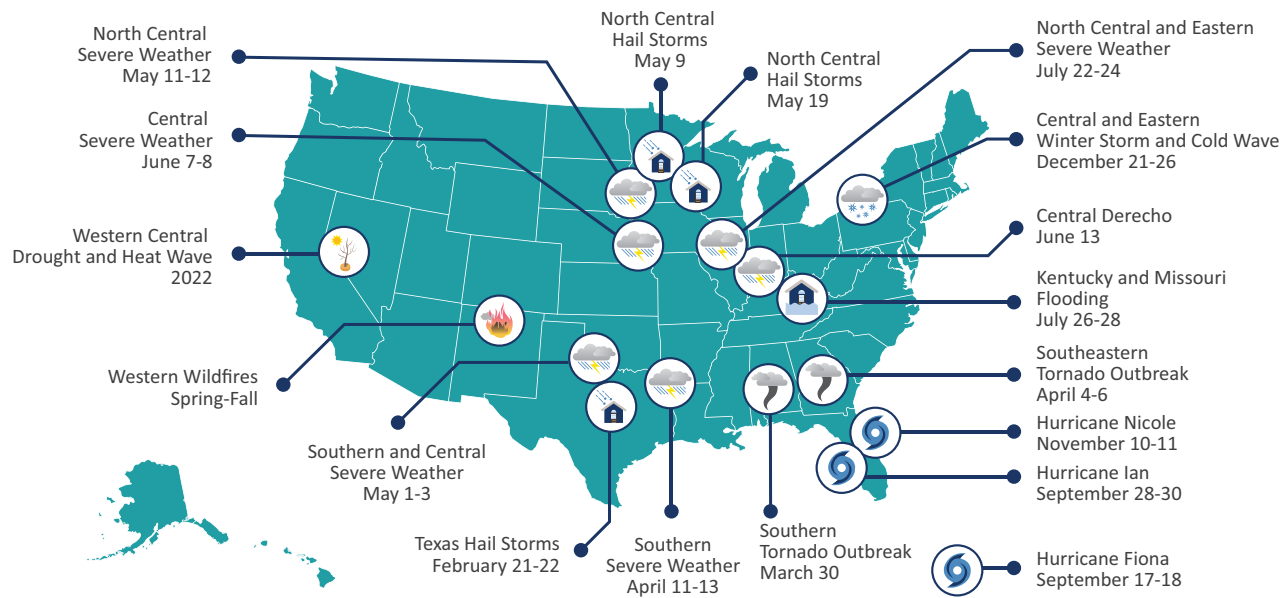 North Central
Severe Weather
May 11-12
Central
Severe Weather
June 7-8
Western Central
Drought and Heat Wave
2022
Western Wildfires
Spring-Fall
Southern and Central
Severe Weather
May 1-3
Texas Hail Storms
February 21-22
Southern
Severe Weather
April 11-13
Southern
Tornado Outbreak
March 30
North Central
Hail Storms
May 9
North Central
Hail Storms
May 19
North Central and Eastern
Severe Weather
July 22-24
Central and Eastern
Winter Storm and Cold Wave
December 21-26
Central Derecho
June 13
Kentucky and Missouri
Flooding
July 26-28
Southeastern
Tornado Outbreak
April 4-6
Hurricane Nicole
November 10-11
Hurricane Ian
September 28-30
Hurricane Fiona
September 17-18